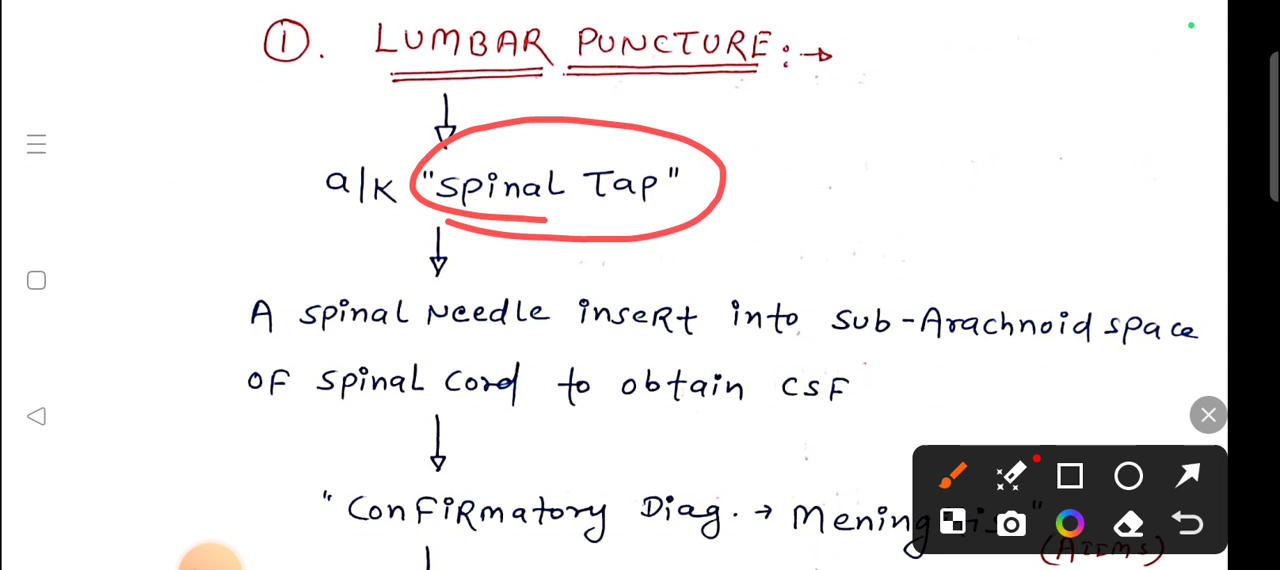 ①. LUMBAR PUNCTURE:→
a/k "Spinal Tap"
A spinal Needle insert into sub-Arachnoid space
OF spinal cord to obtain CSF
"Confirmatory Diag. → Mening